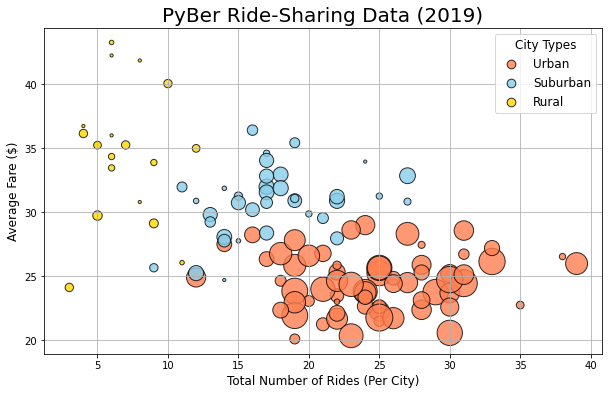 PyBer Ride-Sharing Data (2019)
City Types
Urban
Suburban
Rural
Average Fare ($)
40
35
30
25
20
5 10 15 20 25 30 35 40
Total Number of Rides (Per City)